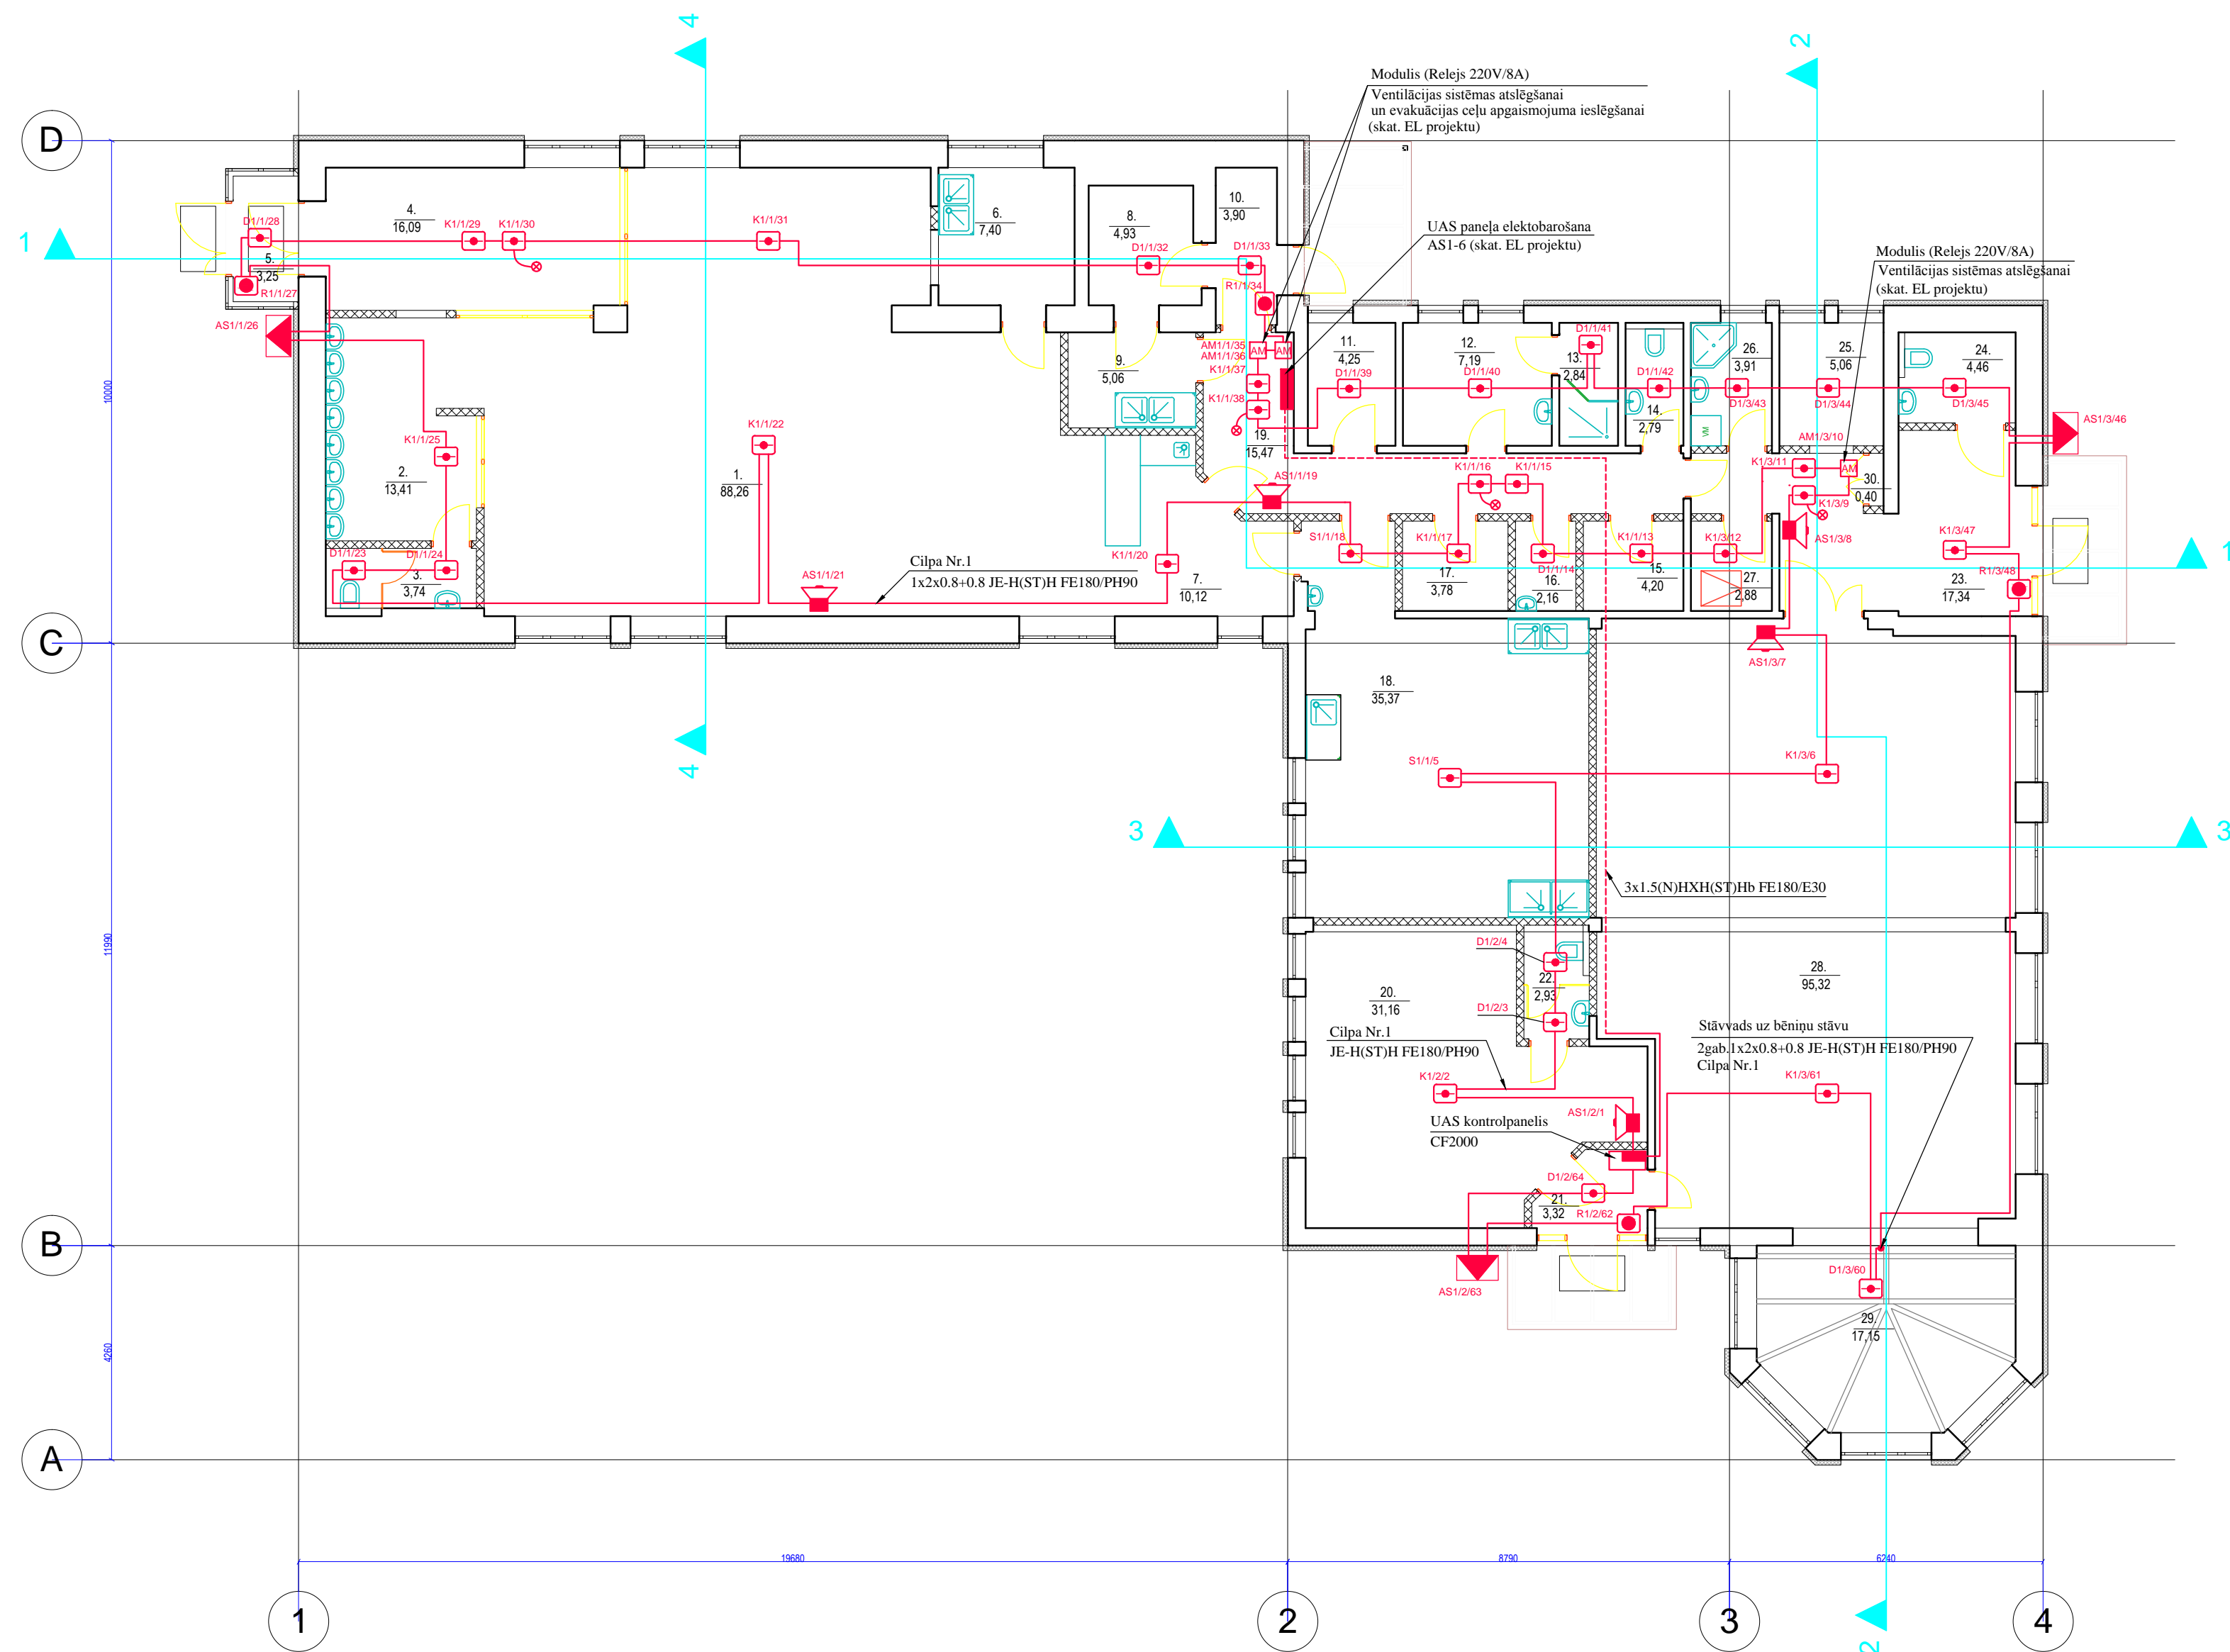 4
2
Modulis (Relejs 220V/8A)
Ventilācijas sistēmas atslēgšanai
un evakuācijas ceļu apgaismojuma ieslēgšanai
(skat. EL projektu)
D
4.
16,09
6.
7,40
8.
4,93
10.
3,90
D1/1/28
K1/1/29
K1/1/30
K1/1/31
D1/1/32
D1/1/33
UAS paneļa elektobarošana
AS1-6 (skat. EL projektu)
Modulis (Relejs 220V/8A)
Ventilācijas sistēmas atslēgšanai
(skat. EL projektu)
1
5.
3,25
R1/1/27
R1/1/34
AS1/1/26
AM1/1/35
AM1/1/36
AM
AM
K1/1/37
K1/1/38
9.
5,06
11.
4,25
12.
7,19
D1/1/41
13.
2,84
26.
3,91
25.
5,06
24.
4,46
D1/1/39
D1/1/40
D1/1/42
D1/3/43
D1/3/44
D1/3/45
10000
14.
2,79
VM
AS1/3/46
K1/1/25
K1/1/22
19.
15,47
2.
13,41
1.
88,26
AS1/1/19
K1/1/16
K1/1/15
AM1/3/10
K1/3/11
AM
30.
0,40
K1/3/9
AS1/3/8
K1/3/47
D1/1/23
D1/1/24
3.
3,74
Cilpa Nr.1
1x2x0.8+0.8 JE-H(ST)H FE180/PH90
AS1/1/21
K1/1/20
7.
10,12
S1/1/18
K1/1/17
D1/1/14
K1/1/13
K1/3/12
17.
3,78
16.
2,16
15.
4,20
27.
2,88
23.
17,34
R1/3/48
1
C
AS1/3/7
18.
35,37
4
S1/1/5
K1/3/6
3
3
3x1.5(N)HXH(ST)Hb FE180/E30
11990
D1/2/4
22.
2,93
20.
31,16
28.
95,32
D1/2/3
Cilpa Nr.1
JE-H(ST)H FE180/PH90
Stāvvads uz bēniņu stāvu
2gab.1x2x0.8+0.8 JE-H(ST)H FE180/PH90
Cilpa Nr.1
K1/2/2
K1/3/61
AS1/2/1
UAS kontrolpanelis
CF2000
D1/2/64
21.
3,32
R1/2/62
B
AS1/2/63
D1/3/60
29.
17,15
4260
A
19680
8790
6240
1
2
3
4
2